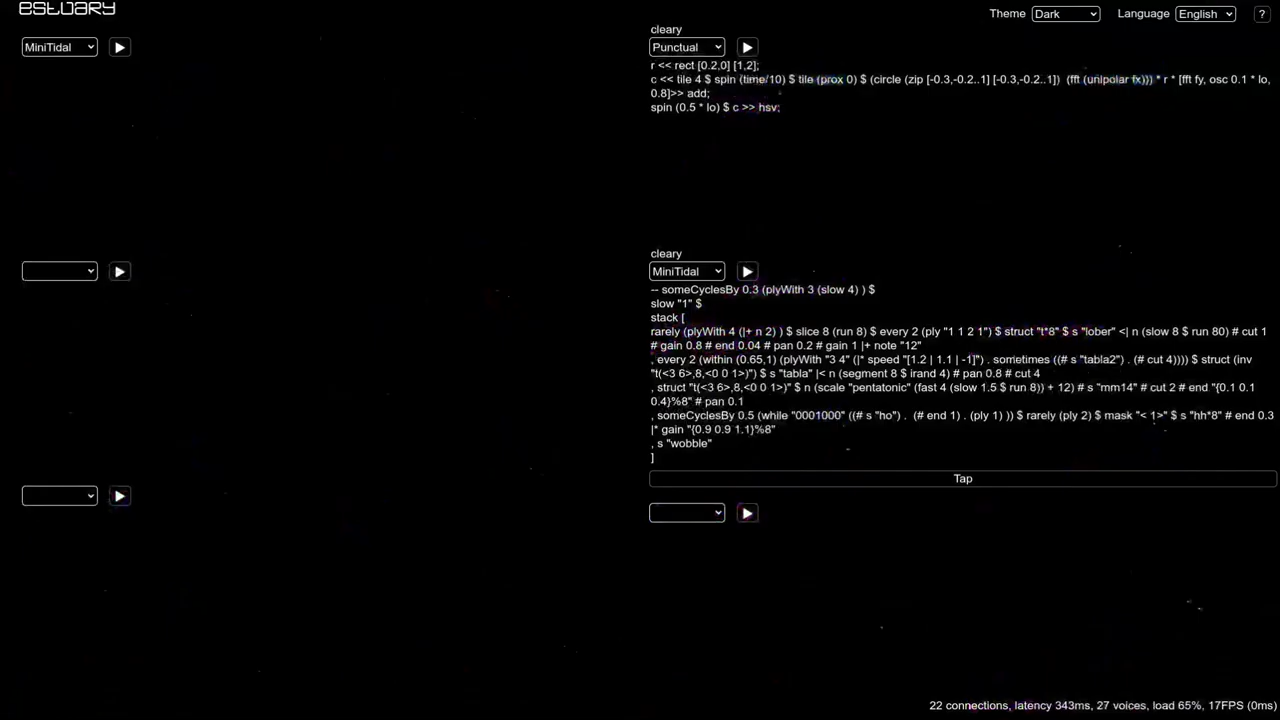 estuary
Theme Dark Language English ?
MiniTidal
cleary
Punctual
r << rect [0.2,0] [1,2];
c << tile 4 $ spin (time/10) $ tile (prox 0) $ (circle (zip [-0.3,-0.2..1] [-0.3,-0.2..1])  (fft (unipolar fx))) * r * [fft fy, osc 0.1 * lo,
0.8]>> add;
spin (0.5 * lo) $ c >> hsv;
cleary
MiniTidal
-- someCyclesBy 0.3 (plyWith 3 (slow 4) ) $
slow "1" $
stack [
rarely (plyWith 4 (|+ n 2) ) $ slice 8 (run 8) $ every 2 (ply "1 1 2 1") $ struct "t*8" $ s "lober" <| n (slow 8 $ run 80) # cut 1
# gain 0.8 # end 0.04 # pan 0.2 # gain 1 |+ note "12"
, every 2 (within (0.65,1) (plyWith "3 4" (|* speed "[1.2 | 1.1 | -1]") . sometimes ((# s "tabla2") . (# cut 4)))) $ struct (inv
"t(<3 6>,8,<0 0 1>)") $ s "tabla" |< n (segment 8 $ irand 4) # pan 0.8 # cut 4
, struct "t(<3 6>,8,<0 0 1>)" $ n (scale "pentatonic" (fast 4 (slow 1.5 $ run 8)) + 12) # s "mm14" # cut 2 # end "{0.1 0.1
0.4}%8" # pan 0.1
, someCyclesBy 0.5 (while "0001000" ((# s "ho") .  (# end 1) . (ply 1) )) $ rarely (ply 2) $ mask "< 1>" $ s "hh*8" # end 0.3
|* gain "{0.9 0.9 1.1}%8"
, s "wobble"
]
Tap
22 connections, latency 343ms, 27 voices, load 65%, 17FPS (0ms)